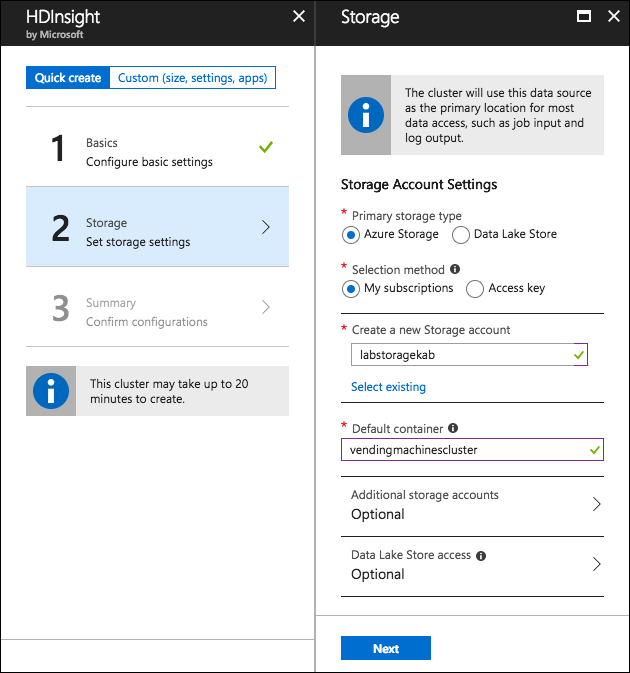 HDInsight
by Microsoft
Quick create
Custom (size, settings, apps)
1
Basics
Configure basic settings
2
Storage
Set storage settings
3
Summary
Confirm configurations
This cluster may take up to 20
minutes to create.
Storage
The cluster will use this data source
as the primary location for most
data access, such as job input and
log output.
Storage Account Settings
* Primary storage type
Azure Storage
Data Lake Store
* Selection method
My subscriptions
Access key
* Create a new Storage account
labstoragekab
Select existing
* Default container
vendingmachinescluster
Additional storage accounts
Optional
Data Lake Store access
Optional
Next